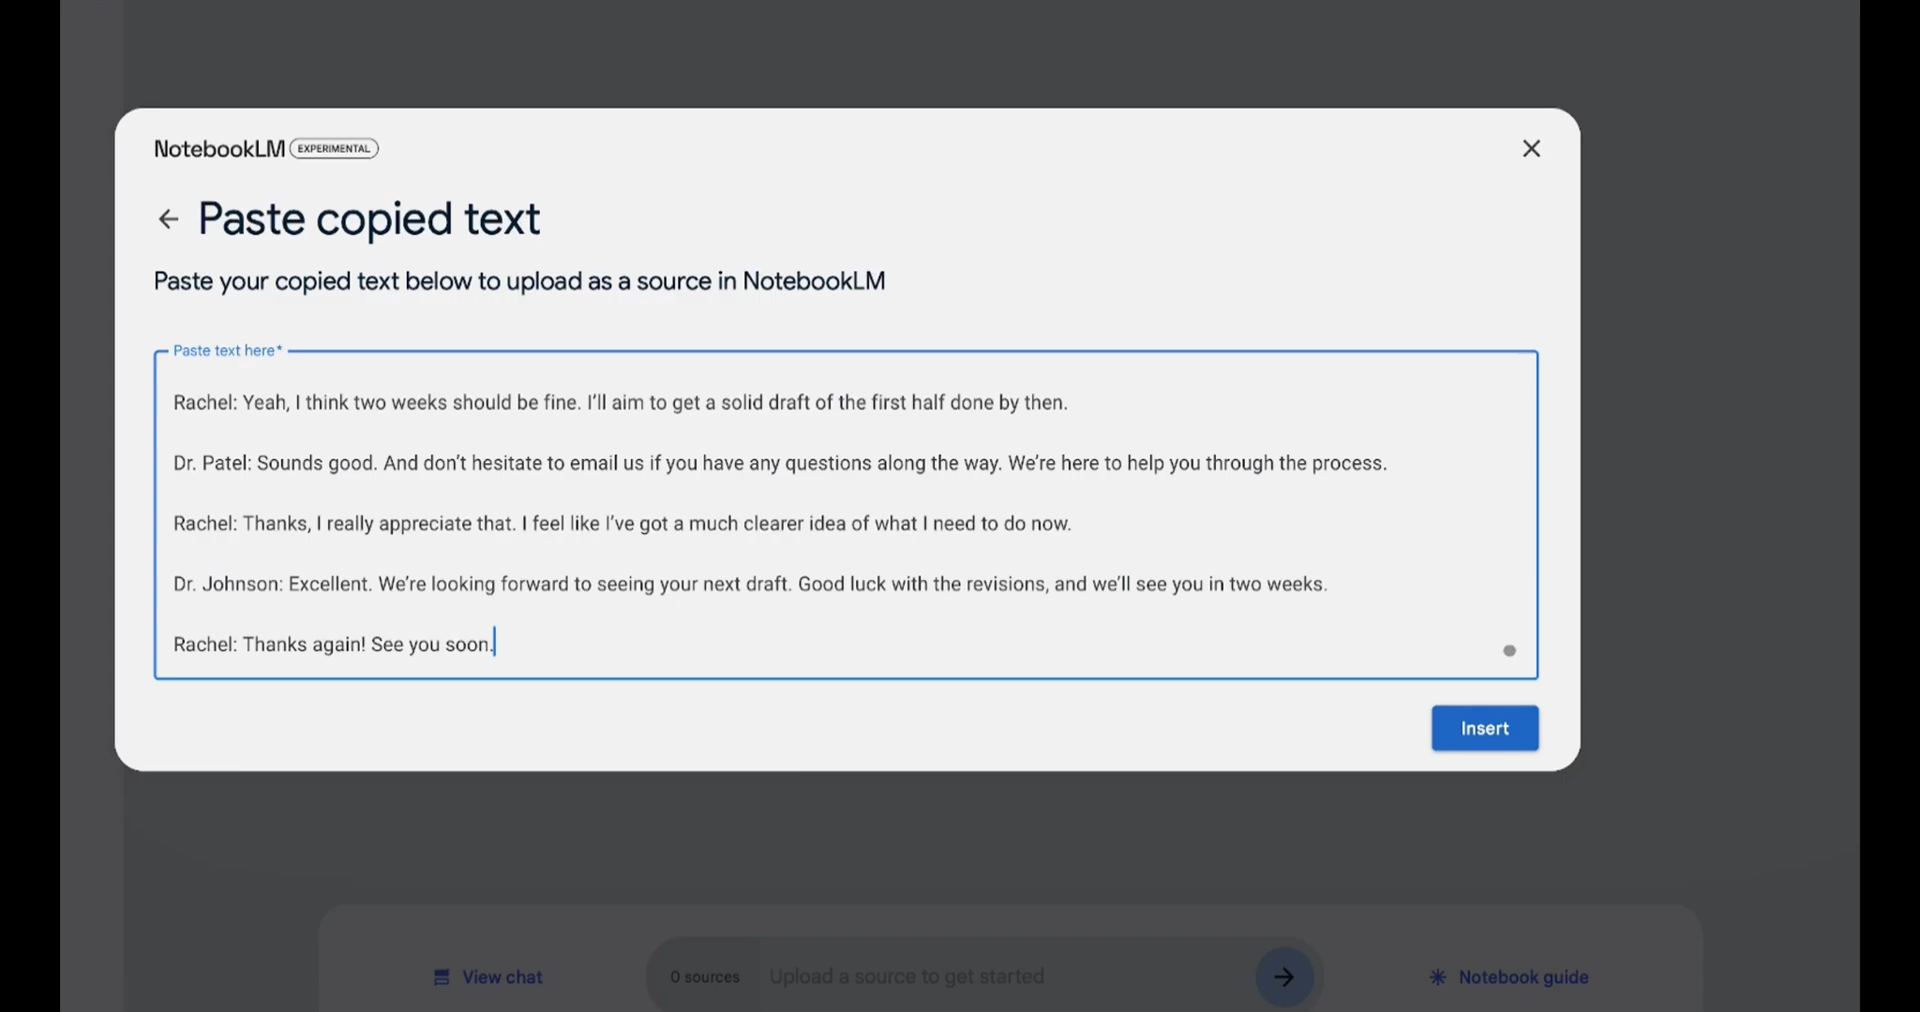 NotebookLM EXPERIMENTAL
Paste copied text
Paste your copied text below to upload as a source in NotebookLM
Paste text here*
Rachel: Yeah, I think two weeks should be fine. I’ll aim to get a solid draft of the first half done by then.
Dr. Patel: Sounds good. And don’t hesitate to email us if you have any questions along the way. We’re here to help you through the process.
Rachel: Thanks, I really appreciate that. I feel like I’ve got a much clearer idea of what I need to do now.
Dr. Johnson: Excellent. We’re looking forward to seeing your next draft. Good luck with the revisions, and we’ll see you in two weeks.
Rachel: Thanks again! See you soon.
Insert
View chat
0 sources
Upload a source to get started
Notebook guide